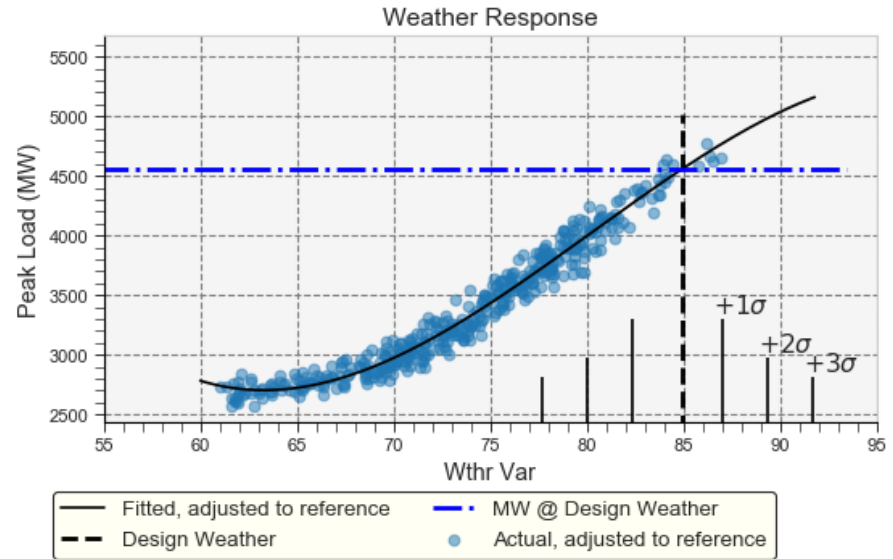 Weather Response
5500
5000
4500
4000
3500
3000
2500
Peak Load (MW)
+1σ
+2σ
+3σ
55 60 65 70 75 80 85 90 95
Wthr Var
Fitted, adjusted to reference
Design Weather
MW @ Design Weather
Actual, adjusted to reference